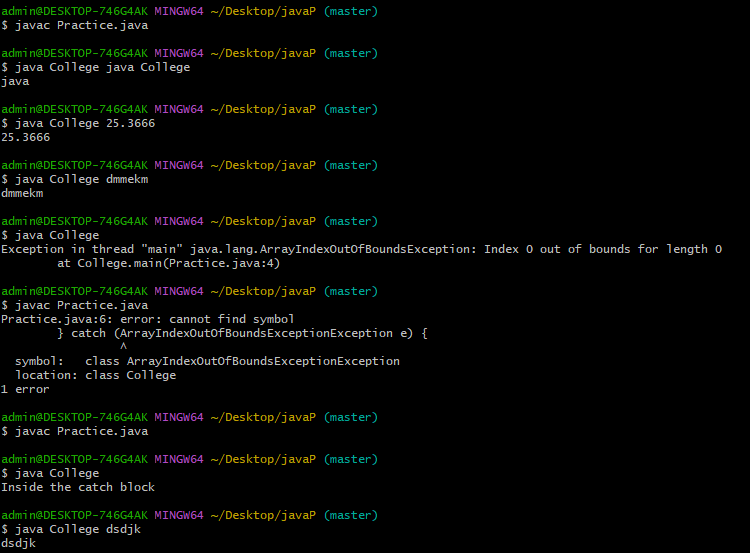 admin@DESKTOP-746G4AK MINGW64 ~/Desktop/javaP (master)
$ javac Practice.java
admin@DESKTOP-746G4AK MINGW64 ~/Desktop/javaP (master)
$ java College java College
java
admin@DESKTOP-746G4AK MINGW64 ~/Desktop/javaP (master)
$ java College 25.3666
25.3666
admin@DESKTOP-746G4AK MINGW64 ~/Desktop/javaP (master)
$ java College dmmekm
dmmekm
admin@DESKTOP-746G4AK MINGW64 ~/Desktop/javaP (master)
$ java College
Exception in thread "main" java.lang.ArrayIndexOutOfBoundsException: Index 0 out of bounds for length 0
        at College.main(Practice.java:4)
admin@DESKTOP-746G4AK MINGW64 ~/Desktop/javaP (master)
$ javac Practice.java
Practice.java:6: error: cannot find symbol
        } catch (ArrayIndexOutOfBoundsExceptionException e) {
                 ^
  symbol:   class ArrayIndexOutOfBoundsExceptionException
  location: class College
1 error
admin@DESKTOP-746G4AK MINGW64 ~/Desktop/javaP (master)
$ javac Practice.java
admin@DESKTOP-746G4AK MINGW64 ~/Desktop/javaP (master)
$ java College
Inside the catch block
admin@DESKTOP-746G4AK MINGW64 ~/Desktop/javaP (master)
$ java College dsdjk
dsdjk